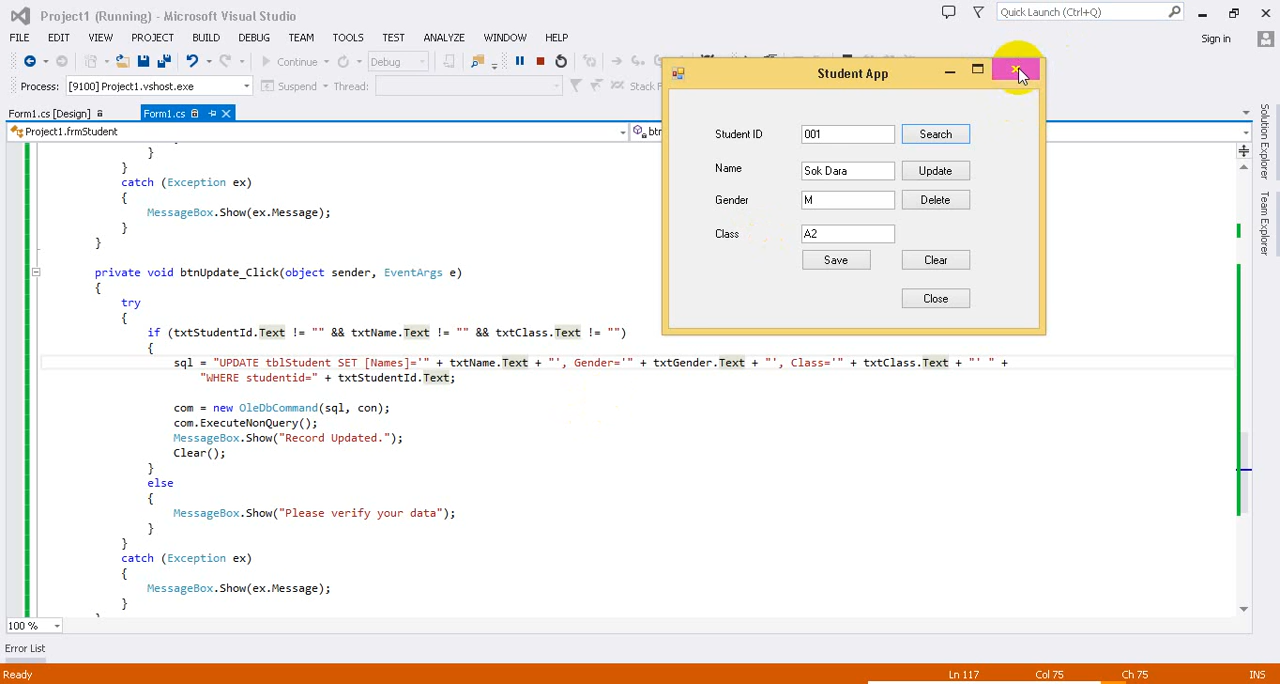 Project1 (Running) - Microsoft Visual Studio
Quick Launch (Ctrl+Q)
FILE EDIT VIEW PROJECT BUILD DEBUG TEAM TOOLS TEST ANALYZE WINDOW HELP
Sign in
Continue
Debug
Process: [9100] Project1.vshost.exe
Suspend
Thread:
Form1.cs [Design]
Form1.cs
Project1.frmStudent
Student App
Student ID 001 Search
Name Sok Dara Update
Gender M Delete
Class A2
Save Clear
Close
Solution Explorer
Team Explorer
}
}
catch (Exception ex)
{
MessageBox.Show(ex.Message);
}
}
private void btnUpdate_Click(object sender, EventArgs e)
{
try
{
if (txtStudentId.Text != "" && txtName.Text != "" && txtClass.Text != "")
{
sql = "UPDATE tblStudent SET [Names]='" + txtName.Text + "', Gender='" + txtGender.Text + "', Class='" + txtClass.Text + "' " +
"WHERE studentid=" + txtStudentId.Text;
com = new OleDbCommand(sql, con);
com.ExecuteNonQuery();
MessageBox.Show("Record Updated.");
Clear();
}
else
{
MessageBox.Show("Please verify your data");
}
}
catch (Exception ex)
{
MessageBox.Show(ex.Message);
}
100 %
Error List
Ready
Ln 117
Col 75
Ch 75
INS